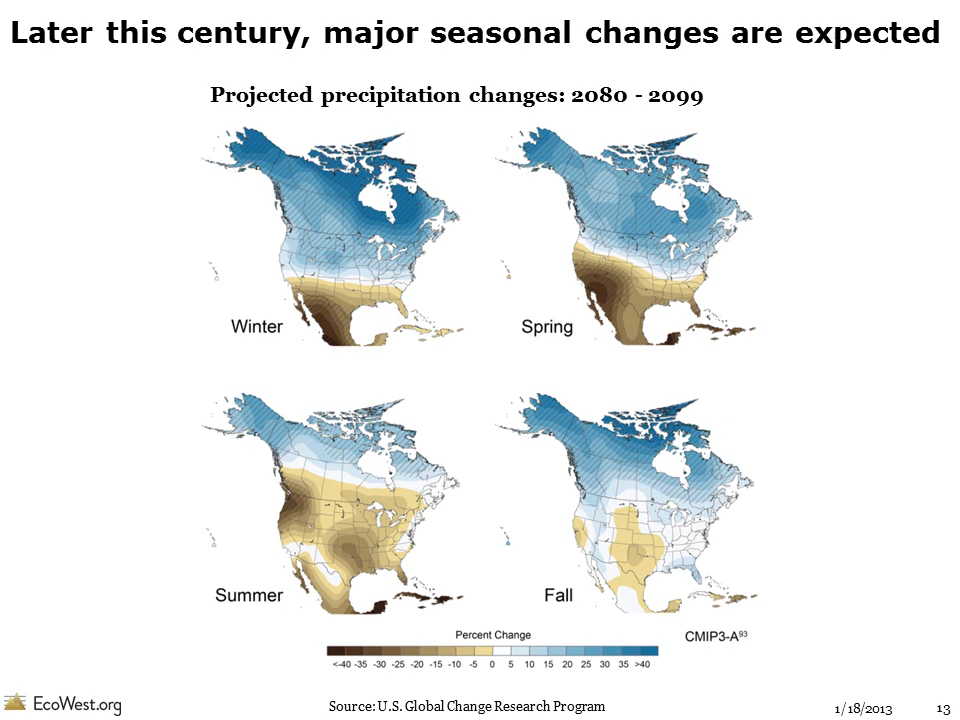 Later this century, major seasonal changes are expected
Projected precipitation changes: 2080 - 2099
Winter
Spring
Summer
Fall
Percent Change
CMIP3-A93
<-40 -35 -30 -25 -20 -15 -10 -5 0 5 10 15 20 25 30 35 >40
EcoWest.org
Source: U.S. Global Change Research Program
1/18/2013
13